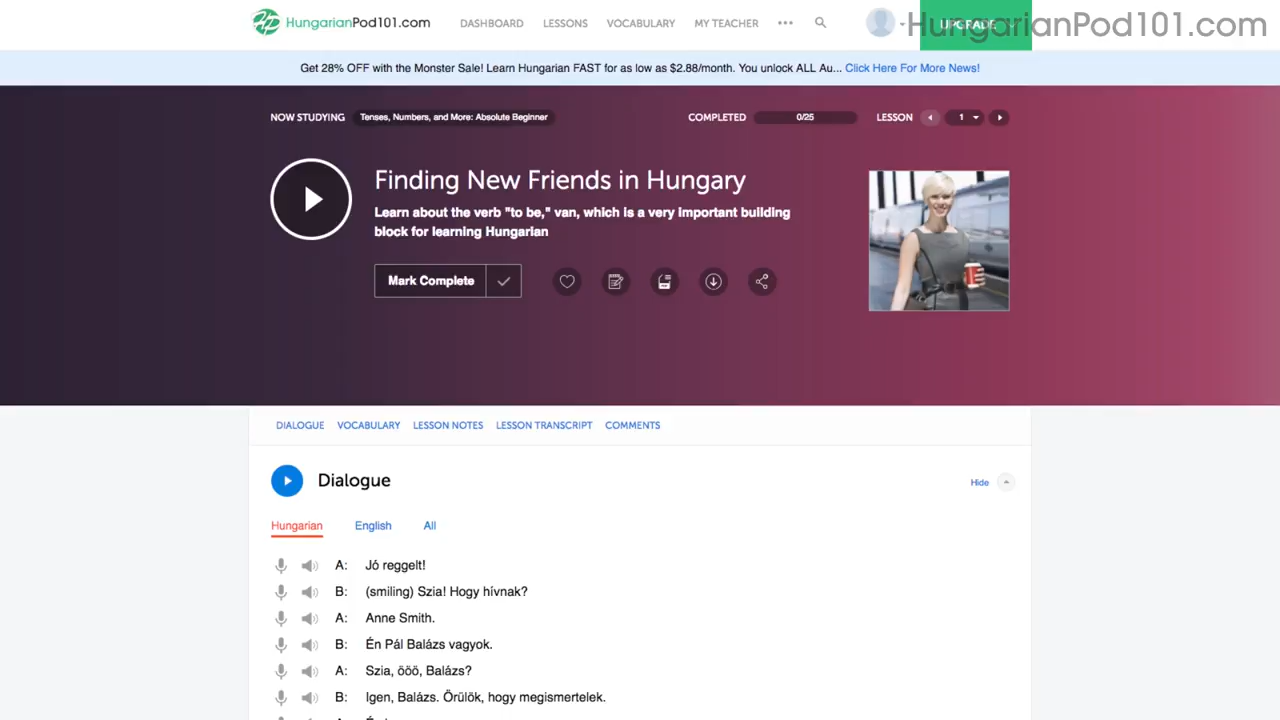 HungarianPod101.com
DASHBOARD LESSONS VOCABULARY MY TEACHER
UPGRADE
HungarianPod101.com
Get 28% OFF with the Monster Sale! Learn Hungarian FAST for as low as $2.88/month. You unlock ALL Au... Click Here For More News!
NOW STUDYING Tenses, Numbers, and More: Absolute Beginner COMPLETED 0/25 LESSON 1
Finding New Friends in Hungary
Learn about the verb "to be," van, which is a very important building
block for learning Hungarian
Mark Complete
DIALOGUE VOCABULARY LESSON NOTES LESSON TRANSCRIPT COMMENTS
Dialogue
Hide
Hungarian English All
A: Jó reggelt!
B: (smiling) Szia! Hogy hívnak?
A: Anne Smith.
B: Én Pál Balázs vagyok.
A: Szia, ööö, Balázs?
B: Igen, Balázs. Örülök, hogy megismertelek.